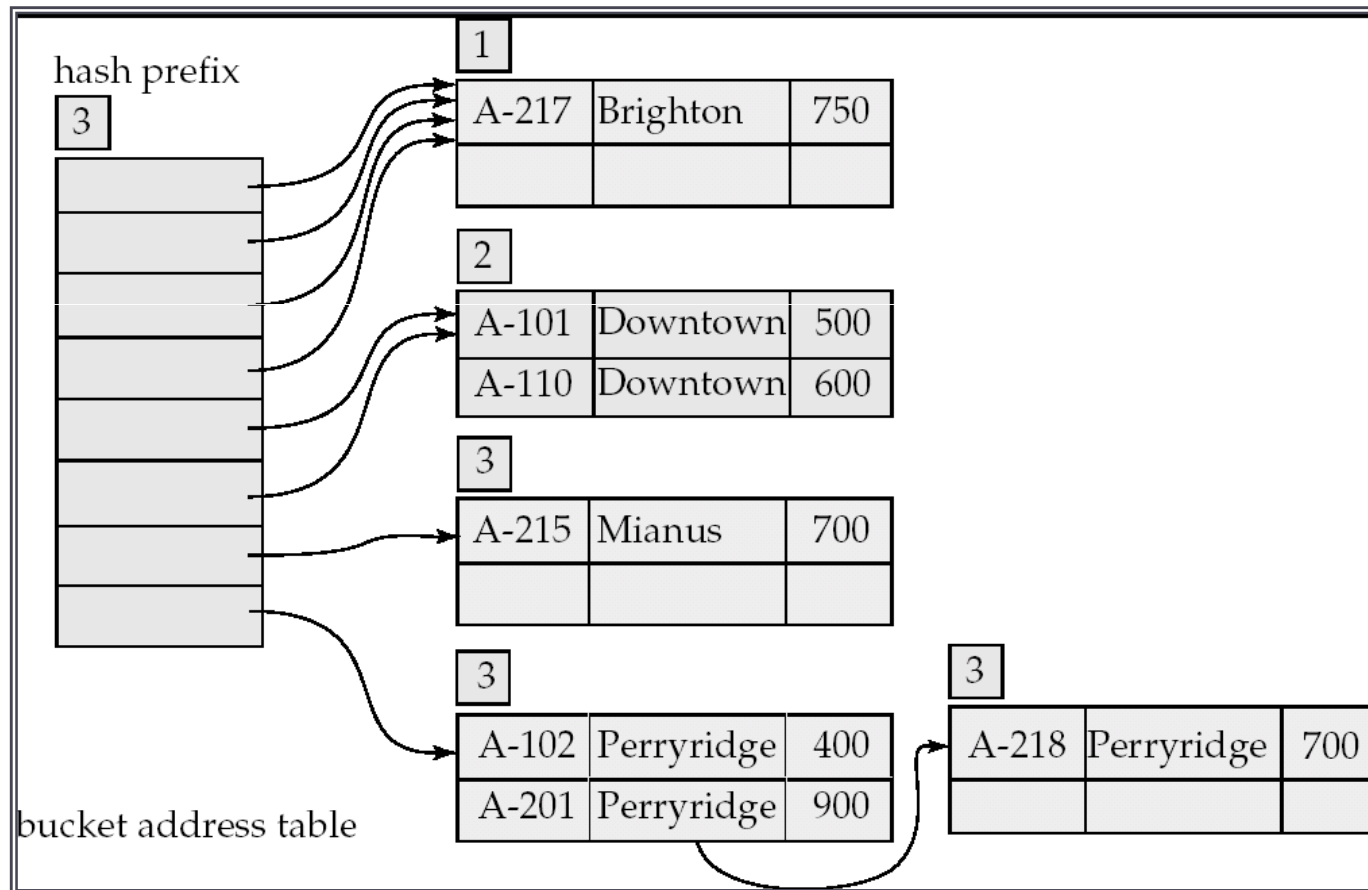 hash prefix
3
1
A-217 Brighton 750
2
A-101 Downtown 500
A-110 Downtown 600
3
A-215 Mianus 700
3
A-102 Perryridge 400
A-201 Perryridge 900
3
A-218 Perryridge 700
bucket address table